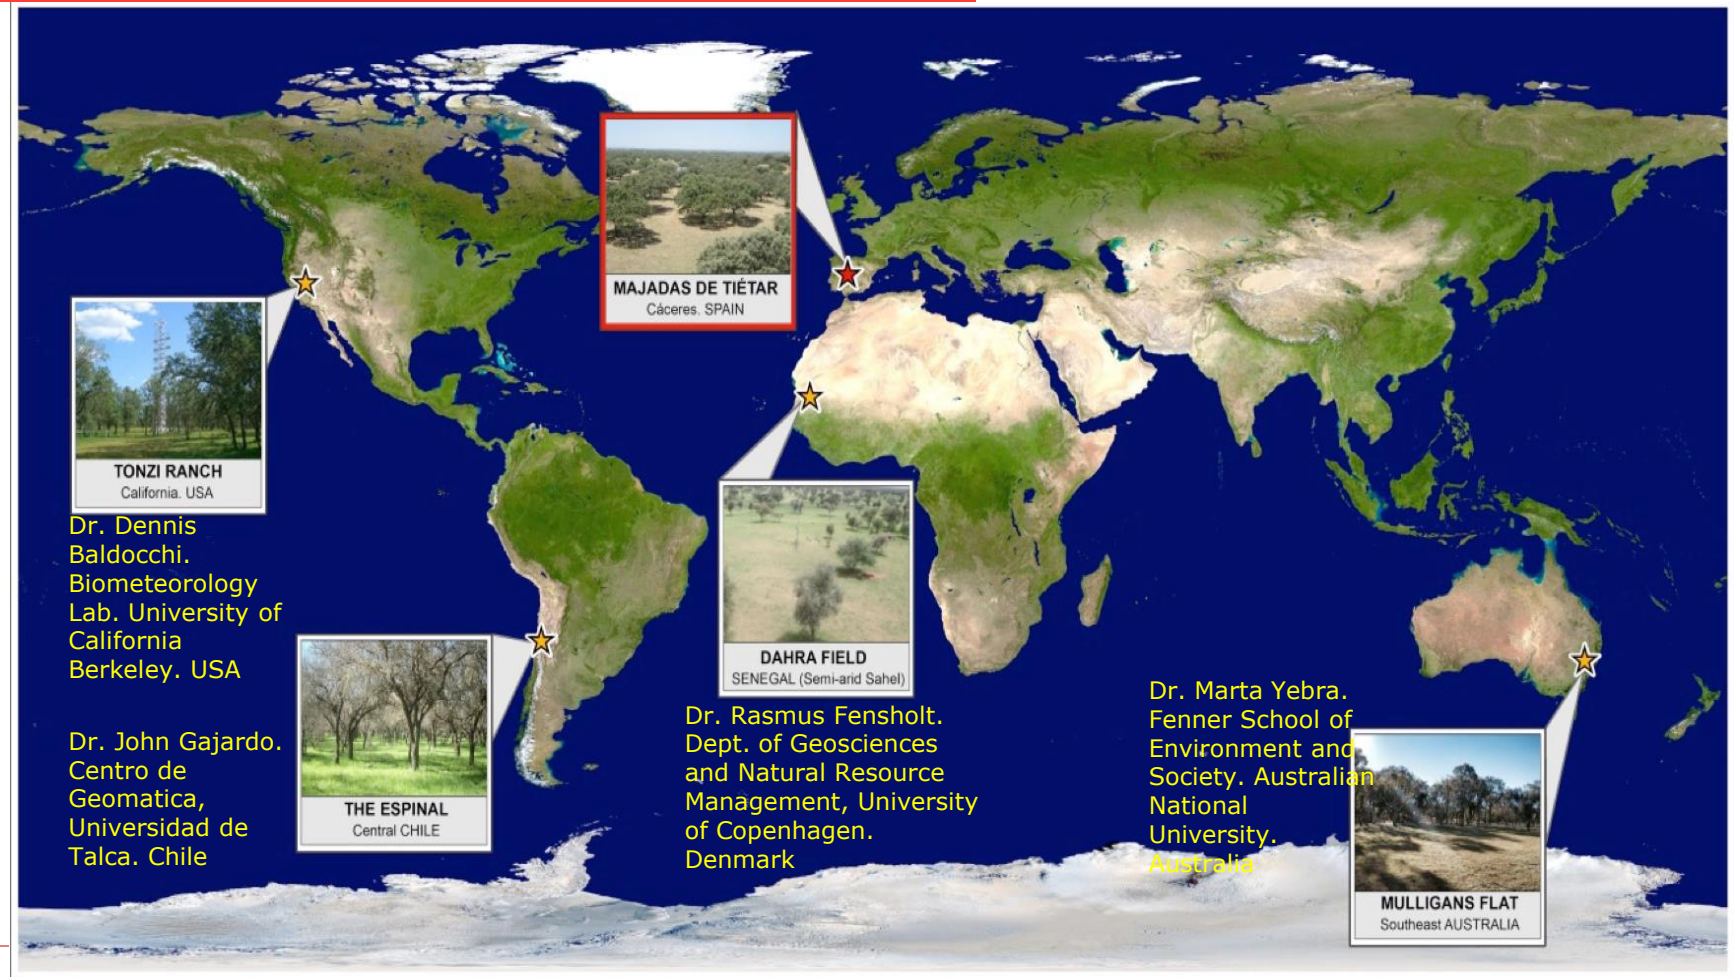 MAJADAS DE TIÉTAR
Cáceres. SPAIN
TONZI RANCH
California. USA
Dr. Dennis
Baldocchi.
Biometeorology
Lab. University of
California
Berkeley. USA
Dr. John Gajardo.
Centro de
Geomatica,
Universidad de
Talca. Chile
THE ESPINAL
Central CHILE
DAHRA FIELD
SENEGAL (Semi-arid Sahel)
Dr. Rasmus Fensholt.
Dept. of Geosciences
and Natural Resource
Management, University
of Copenhagen.
Denmark
Dr. Marta Yebra.
Fenner School of
Environment and
Society. Australian
National
University.
Australia
MULLIGANS FLAT
Southeast AUSTRALIA